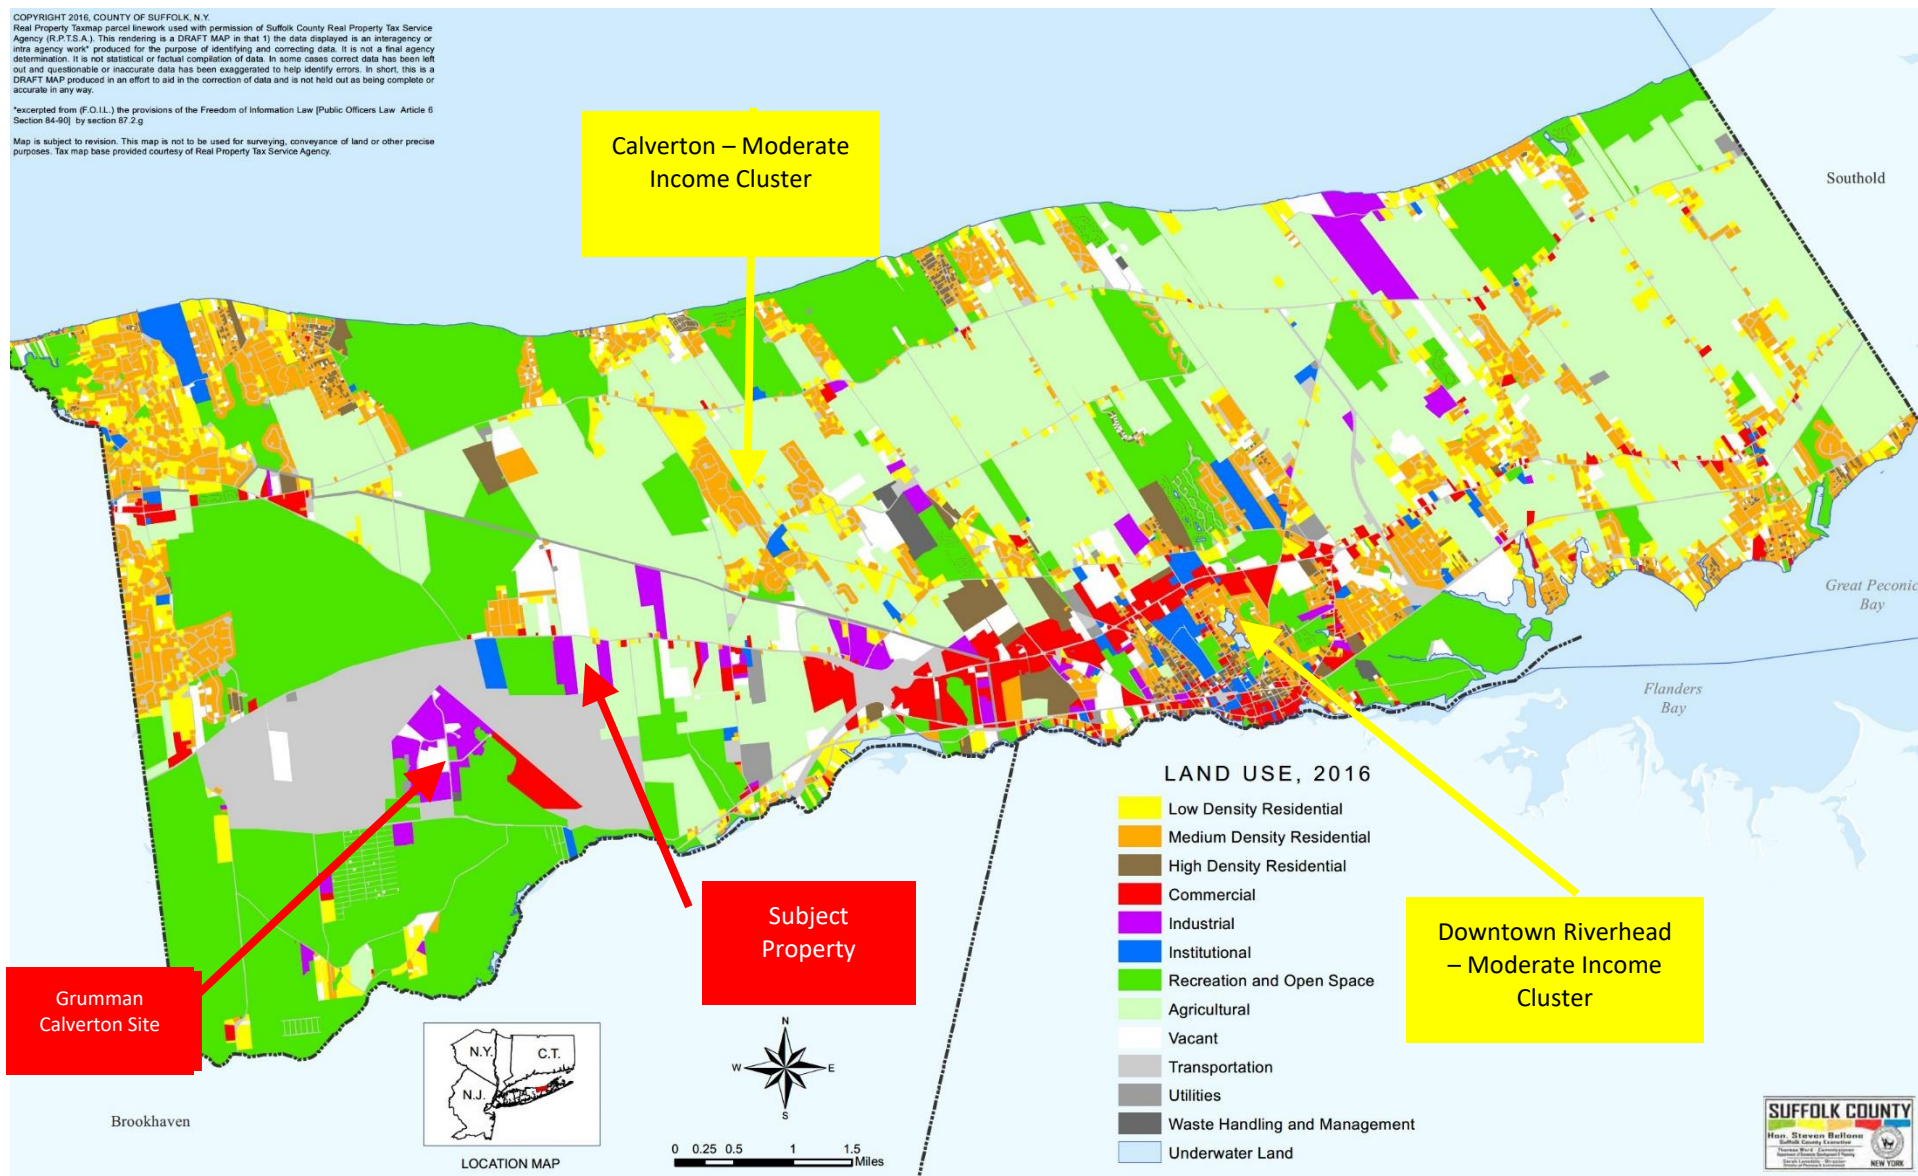 COPYRIGHT 2016, COUNTY OF SUFFOLK, N.Y.
Real Property Taxmap parcel linework used with permission of Suffolk County Real Property Tax Service
Agency (R.P.T.S.A.). This rendering is a DRAFT MAP in that 1) the data displayed is an interagency or
intra agency work* produced for the purpose of identifying and correcting data. It is not a final agency
determination. It is not statistical or factual compilation of data. In some cases correct data has been left
out and questionable or inaccurate data has been exaggerated to help identify errors. In short, this is a
DRAFT MAP produced in an effort to aid in the correction of data and is not held out as being complete or
accurate in any way.
*excerpted from (F.O.I.L.) the provisions of the Freedom of Information Law [Public Officers Law Article 6
Section 84-90] by section 87.2.g
Map is subject to revision. This map is not to be used for surveying, conveyance of land or other precise
purposes. Tax map base provided courtesy of Real Property Tax Service Agency.
Calverton – Moderate
Income Cluster
Southold
Great Peconic
Bay
Flanders
Bay
LAND USE, 2016
Low Density Residential
Medium Density Residential
High Density Residential
Commercial
Industrial
Institutional
Recreation and Open Space
Agricultural
Vacant
Transportation
Utilities
Waste Handling and Management
Underwater Land
Subject
Property
Downtown Riverhead
– Moderate Income
Cluster
Grumman
Calverton Site
Brookhaven
N.Y.
C.T.
N.J.
LOCATION MAP
N
W
E
S
0 0.25 0.5 1 1.5
Miles
SUFFOLK COUNTY
Hon. Steven Bellone
Suffolk County Executive
NEW YORK